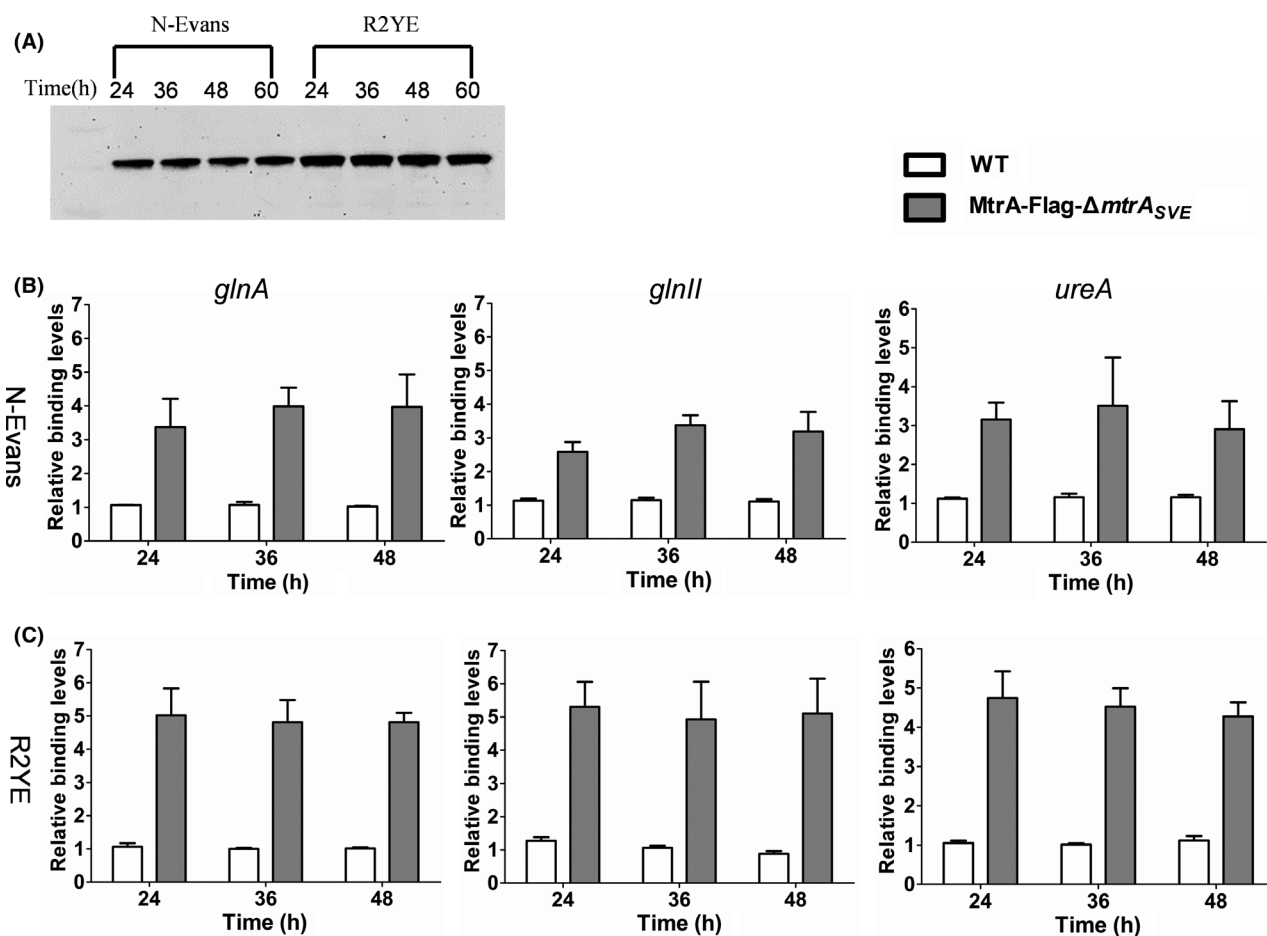 (A)
N-Evans R2YE
Time(h) 24 36 48 60 24 36 48 60
WT
MtrA-Flag-ΔmtrA_SVE
(B)
glnA
Relative binding levels
7
6
5
4
3
2
1
0
24 36 48
Time (h)
glnII
Relative binding levels
7
6
5
4
3
2
1
0
24 36 48
Time (h)
ureA
Relative binding levels
6
5
4
3
2
1
0
24 36 48
Time (h)
N-Evans
(C)
Relative binding levels
7
6
5
4
3
2
1
0
24 36 48
Time (h)
Relative binding levels
7
6
5
4
3
2
1
0
24 36 48
Time (h)
Relative binding levels
6
5
4
3
2
1
0
24 36 48
Time (h)
R2YE